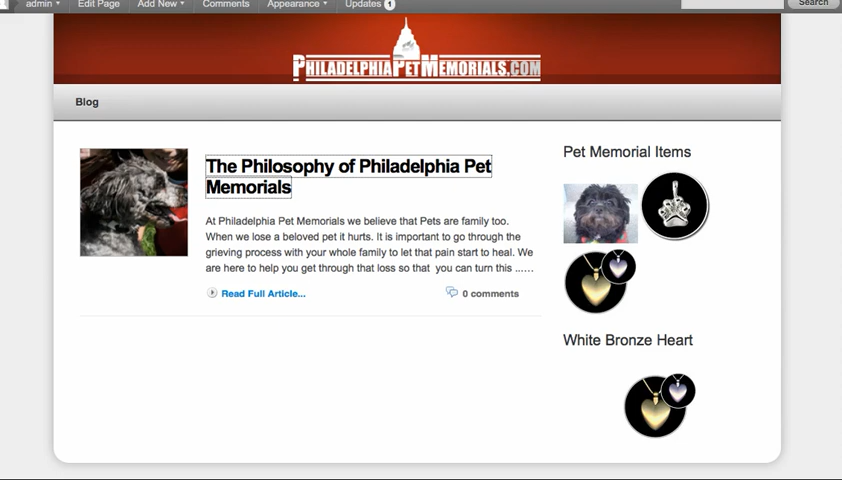 admin Edit Page Add New Comments Appearance Updates 1 Search
PHILADELPHIAPETMEMORIALS.COM
Blog
The Philosophy of Philadelphia Pet
Memorials
At Philadelphia Pet Memorials we believe that Pets are family too.
When we lose a beloved pet it hurts. It is important to go through the
grieving process with your whole family to let that pain start to heal. We
are here to help you get through that loss so that you can turn this ......
Read Full Article... 0 comments
Pet Memorial Items
White Bronze Heart